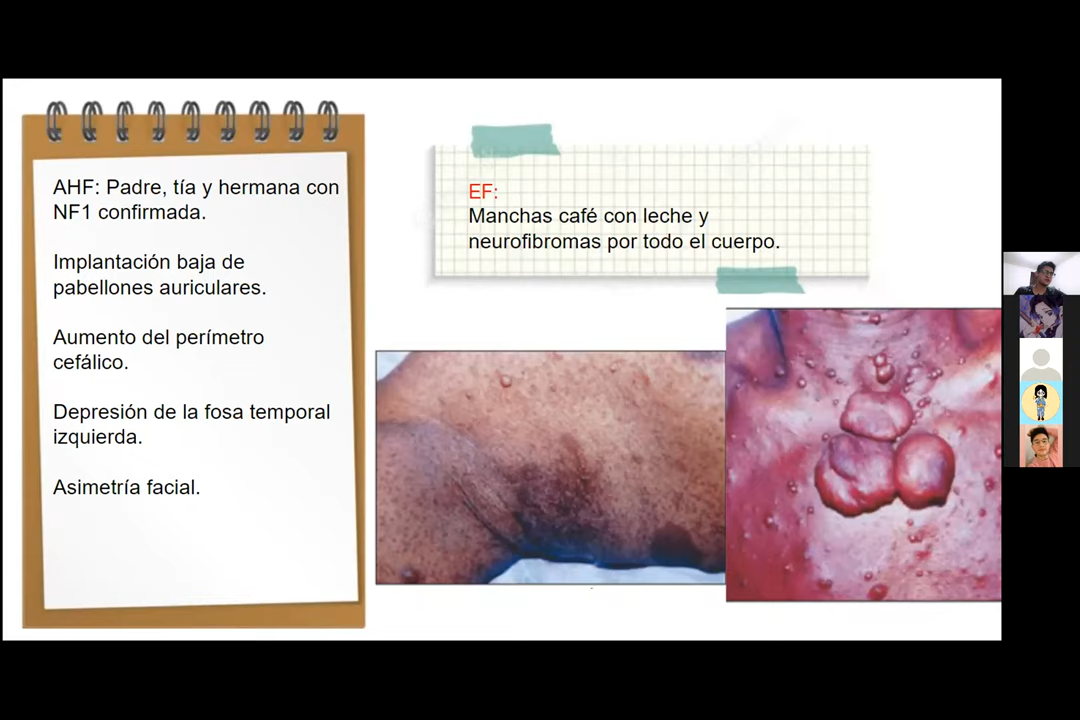 AHF: Padre, tía y hermana con
NF1 confirmada.
Implantación baja de
pabellones auriculares.
Aumento del perímetro
cefálico.
Depresión de la fosa temporal
izquierda.
Asimetría facial.
EF:
Manchas café con leche y
neurofibromas por todo el cuerpo.